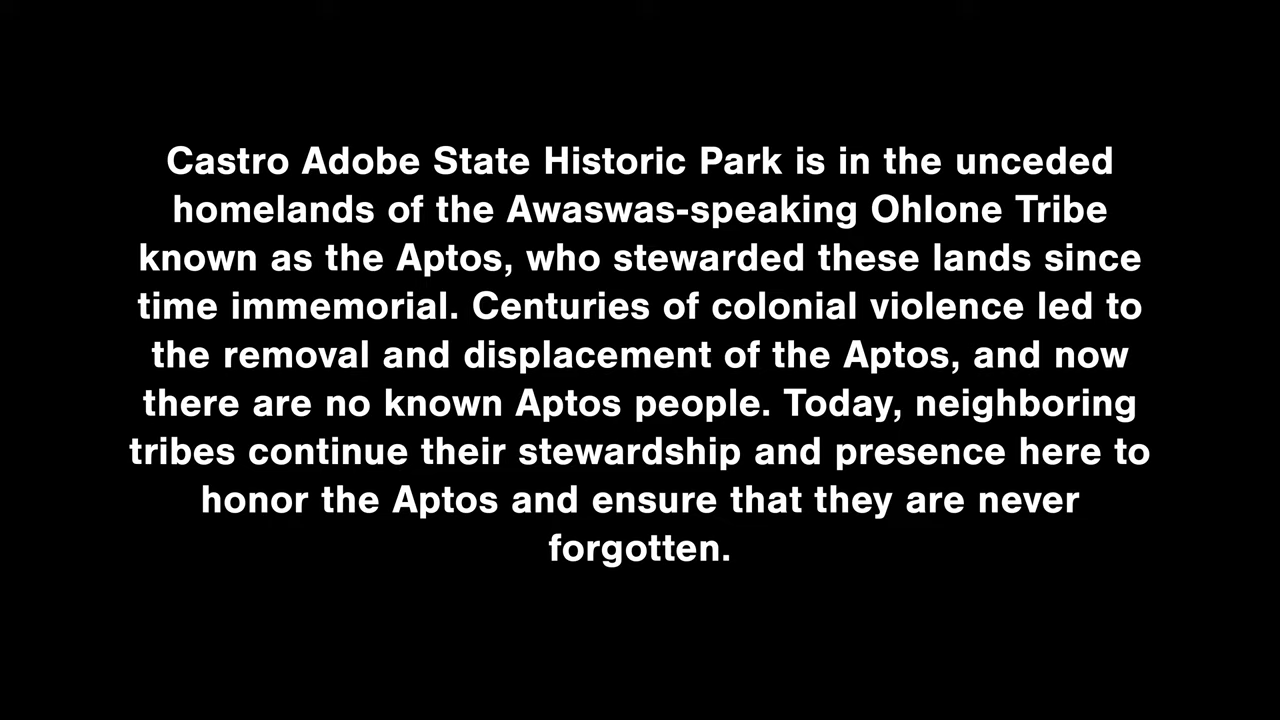 Castro Adobe State Historic Park is in the unceded
homelands of the Awaswas-speaking Ohlone Tribe
known as the Aptos, who stewarded these lands since
time immemorial. Centuries of colonial violence led to
the removal and displacement of the Aptos, and now
there are no known Aptos people. Today, neighboring
tribes continue their stewardship and presence here to
honor the Aptos and ensure that they are never
forgotten.